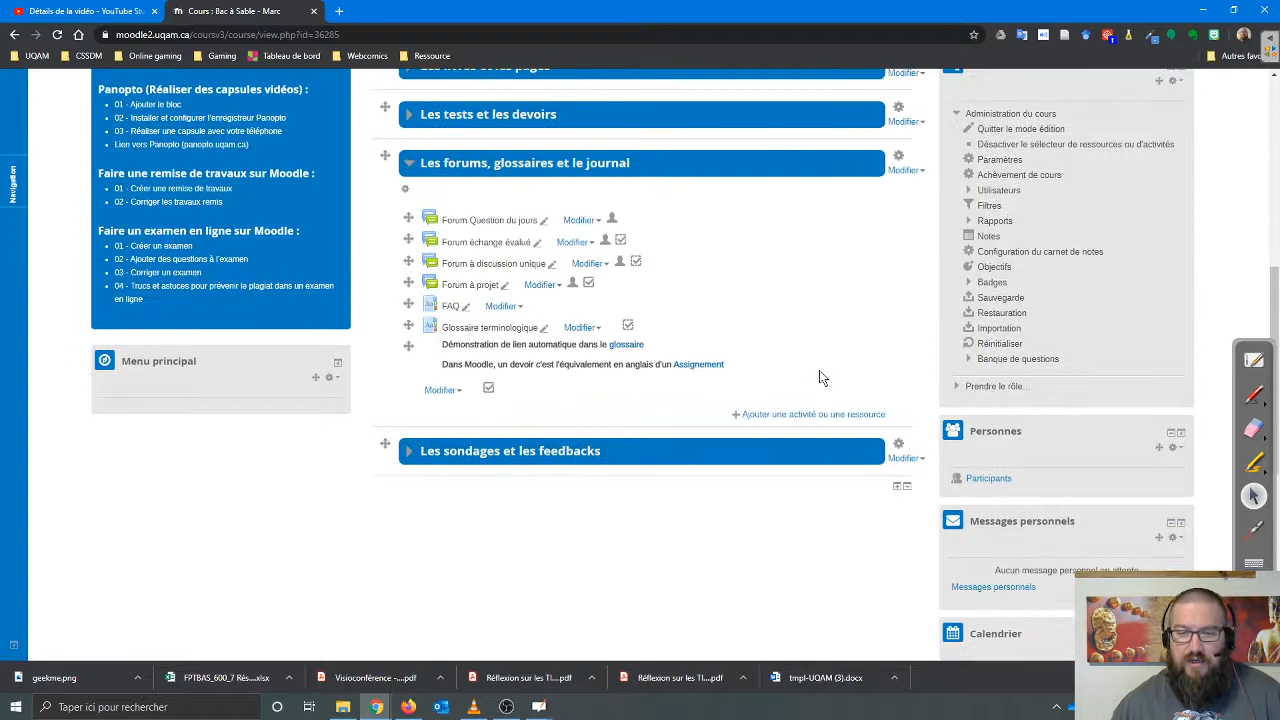 Détails de la vidéo - YouTube Stu
Cours : Bac à Sable - Marc
moodle2.uqam.ca/coursv3/course/view.php?id=36285
UQAM
CSSDM
Online gaming
Gaming
Tableau de bord
Webcomics
Ressource
Autres favo
Panopto (Réaliser des capsules vidéos) :
01 - Ajouter le bloc
02 - Installer et configurer l'enregistreur Panopto
03 - Réaliser une capsule avec votre téléphone
Lien vers Panopto (panopto.uqam.ca)
Faire une remise de travaux sur Moodle :
01 - Créer une remise de travaux
02 - Corriger les travaux remis
Faire un examen en ligne sur Moodle :
01 - Créer un examen
02 - Ajouter des questions à l'examen
03 - Corriger un examen
04 - Trucs et astuces pour prévenir le plagiat dans un examen
en ligne
Navigation
Menu principal
Modifier
Les tests et les devoirs
Modifier
Les forums, glossaires et le journal
Modifier
Forum Question du jours Modifier
Forum échange évalué Modifier
Forum à discussion unique Modifier
Forum à projet Modifier
FAQ Modifier
Glossaire terminologique Modifier
Démonstration de lien automatique dans le glossaire
Dans Moodle, un devoir c'est l'équivalement en anglais d'un Assignement
Modifier
Ajouter une activité ou une ressource
Les sondages et les feedbacks
Modifier
Administration du cours
Quitter le mode édition
Désactiver le sélecteur de ressources ou d'activités
Paramètres
Achèvement de cours
Utilisateurs
Filtres
Rapports
Notes
Configuration du carnet de notes
Objectifs
Badges
Sauvegarde
Restauration
Importation
Réinitialiser
Banque de questions
Prendre le rôle...
Personnes
Participants
Messages personnels
Aucun message personnel en attente
Messages personnels
Calendrier
geekme.png
FPTBAS_600_7 Rés....xlsx
Visioconférence -....pdf
Réflexion sur les TI....pdf
Réflexion sur les TI....pdf
tmpl-UQAM (3).docx
Taper ici pour rechercher